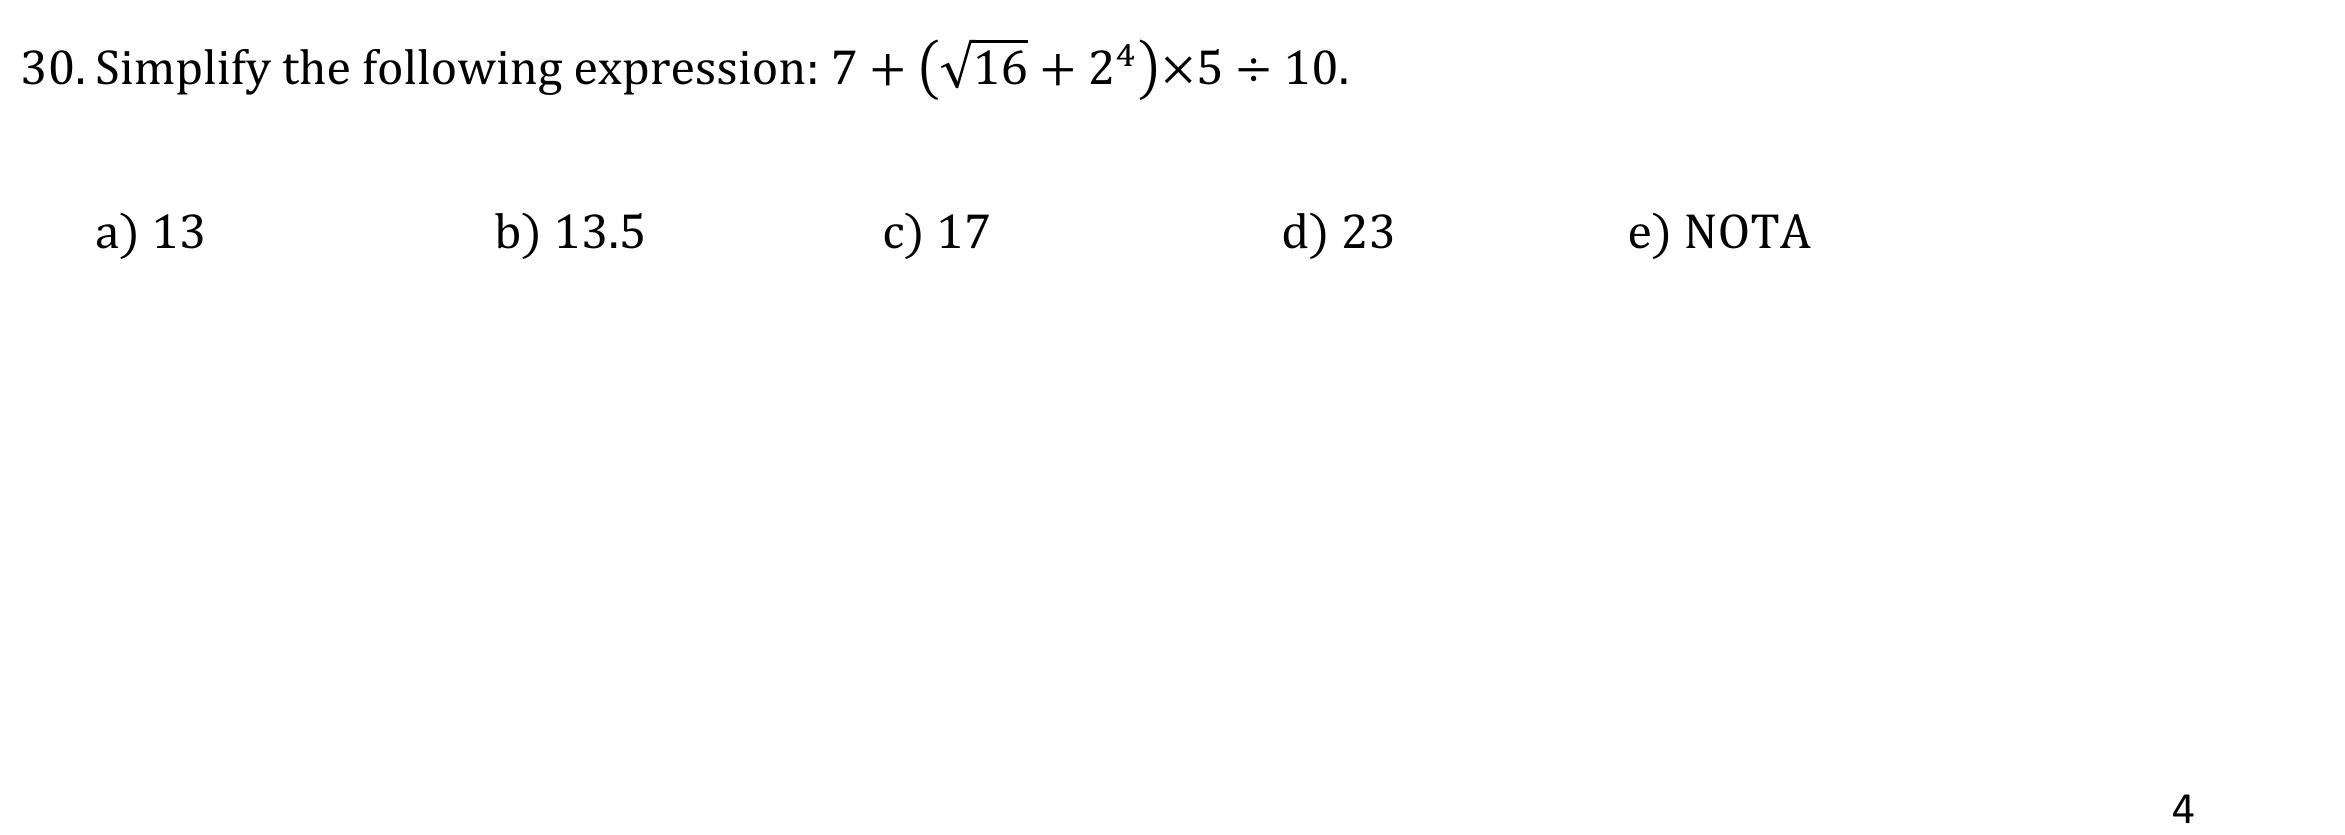 30. Simplify the following expression: 7 + (√16 + 2⁴)×5 ÷ 10.
a) 13 b) 13.5 c) 17 d) 23 e) NOTA
4